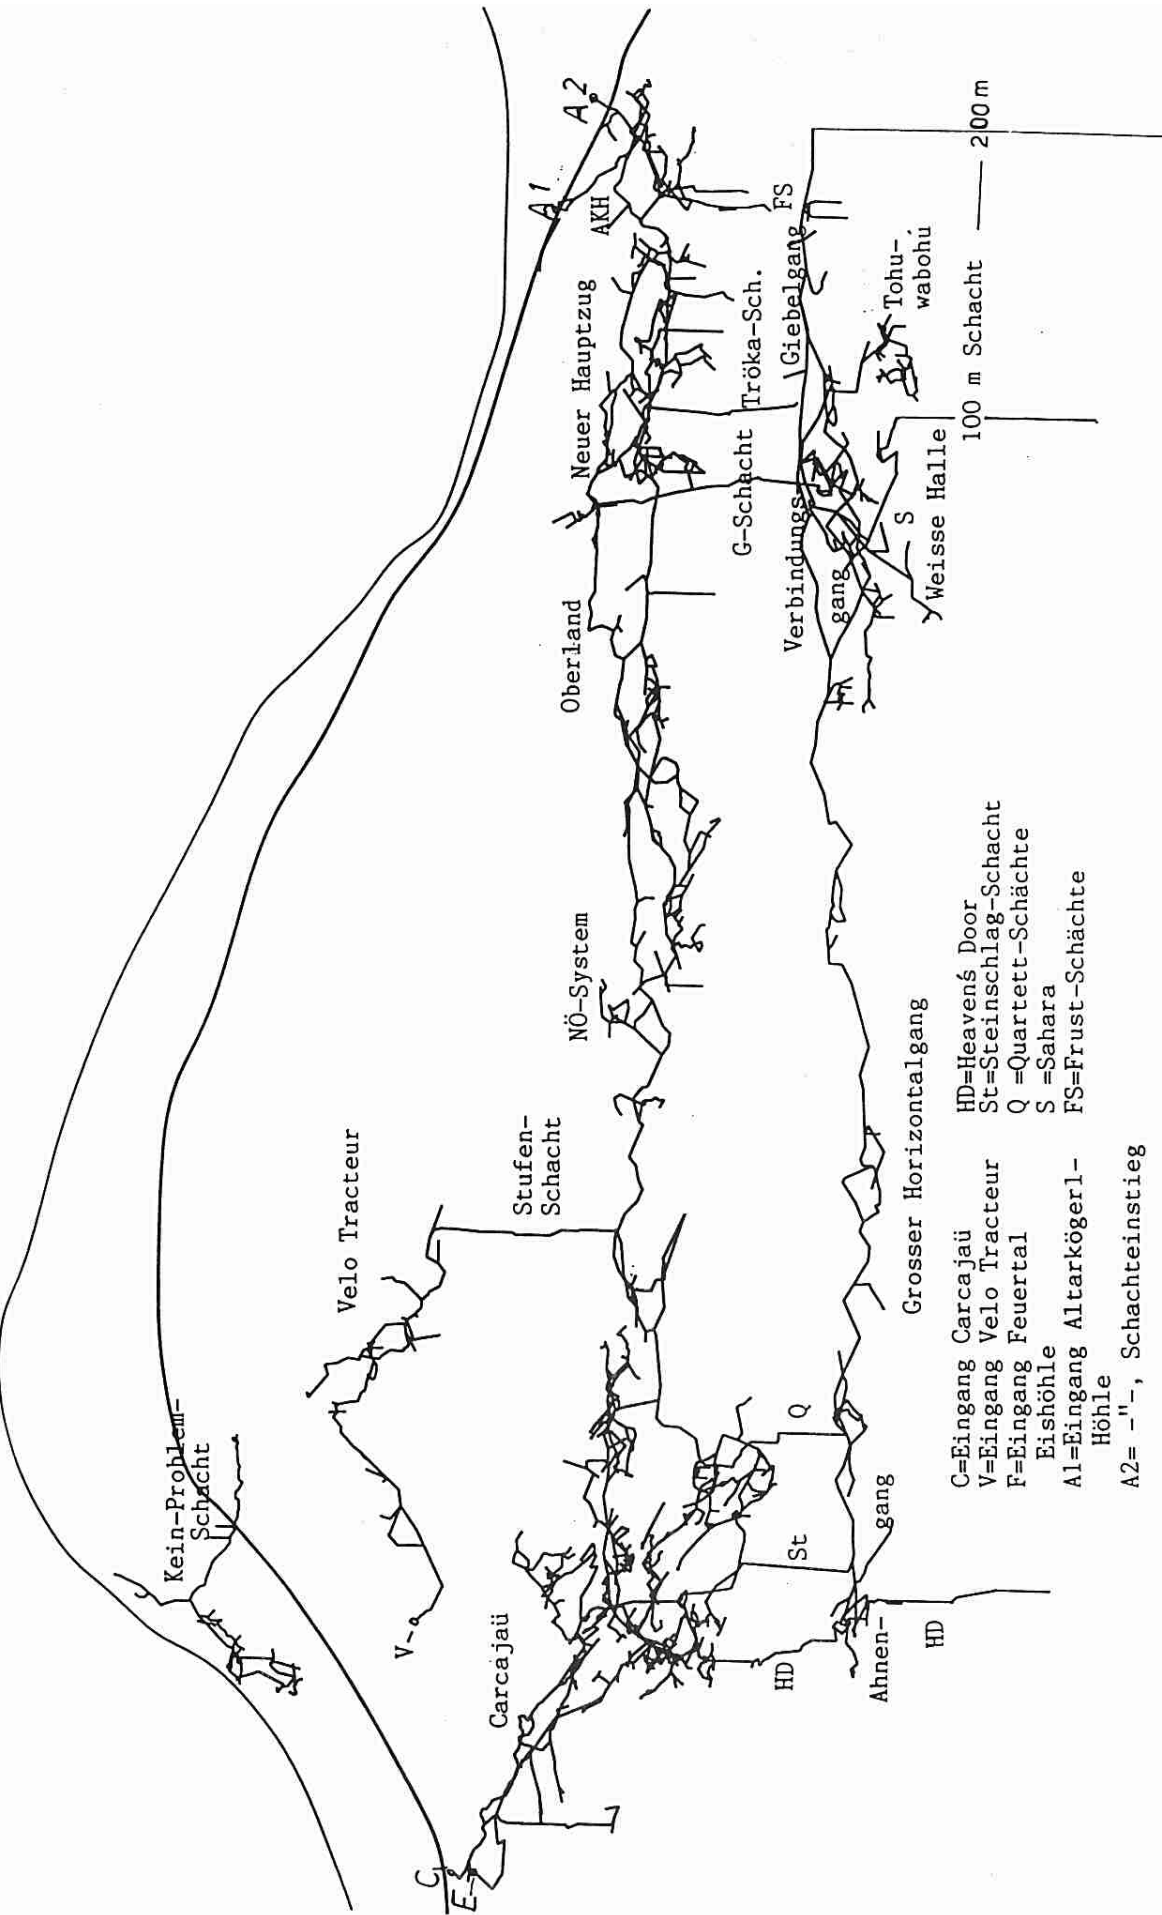 Kein-Problem-
Schacht
Velo Tracteur
V
Stufen-
Schacht
A1
A2
AKH
Neuer Hauptzug
Oberland
NÖ-System
Carcajaü
C
E
Tröka-Sch.
G-Schacht
FS
Giebelgang
Verbindungs
gang
Tohu-
wabohú
S
Weisse Halle
100 m Schacht
200m
Q
St
HD
Ahnen-
gang
HD
Grosser Horizontalgang
C=Eingang Carcajaü
V=Eingang Velo Tracteur
F=Eingang Feuertal
Eishöhle
A1=Eingang Altarkögerl-
Höhle
A2= -"-, Schachteinstieg
HD=Heaveńs Door
St=Steinschlag-Schacht
Q =Quartett-Schächte
S =Sahara
FS=Frust-Schächte